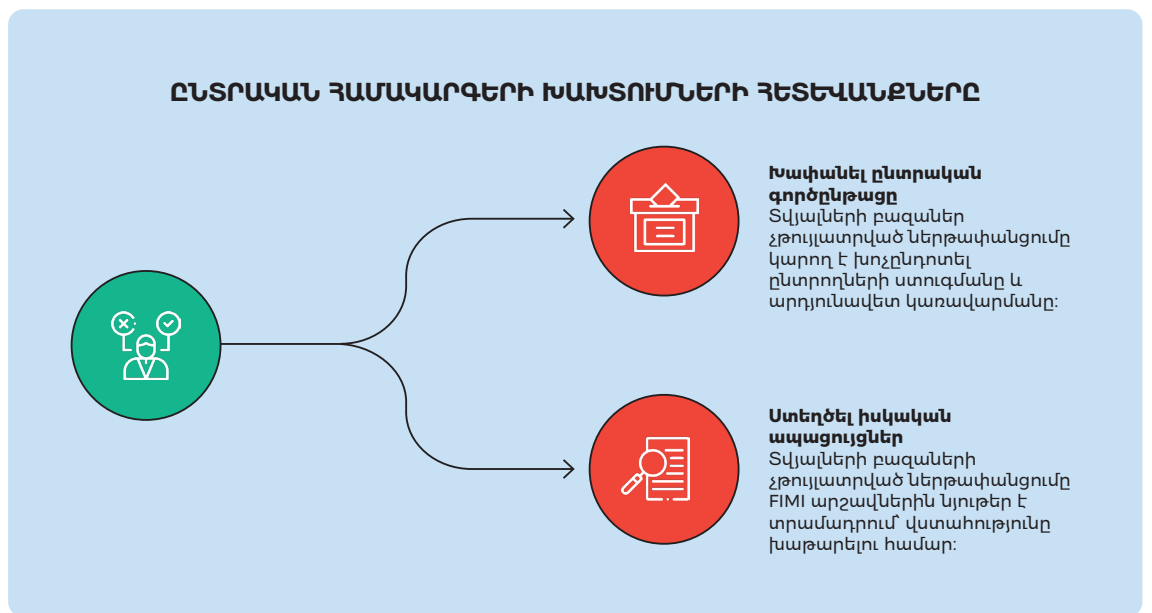 ԸՆՏՐԱԿԱՆ ՀԱՄԱԿԱՐԳԵՐԻ ԽԱԽՏՈՒՄՆԵՐԻ ՀԵՏԵՎԱՆՔՆԵՐԸ
Խափանել ընտրական
գործընթացը
Տվյալների բազաներ
չթույլատրված ներթափանցումը
կարող է խոչընդոտել
ընտրողների ստուգմանը և
արդյունավետ կառավարմանը:
Ստեղծել իսկական
ապացույցներ
Տվյալների բազաների
չթույլատրված ներթափանցումը
FIMI արշավներին նյութեր է
տրամադրում՝ վստահությունը
խաթարելու համար: